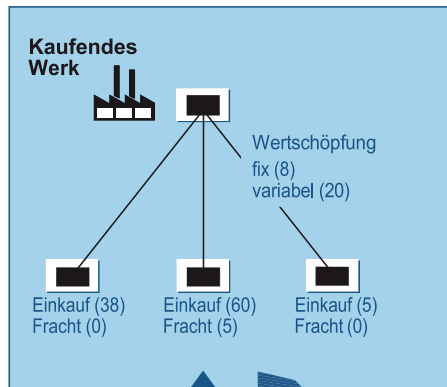 Kaufendes
Werk
Wertschöpfung
fix (8)
variabel (20)
Einkauf (38)
Fracht (0)
Einkauf (60)
Fracht (5)
Einkauf (5)
Fracht (0)